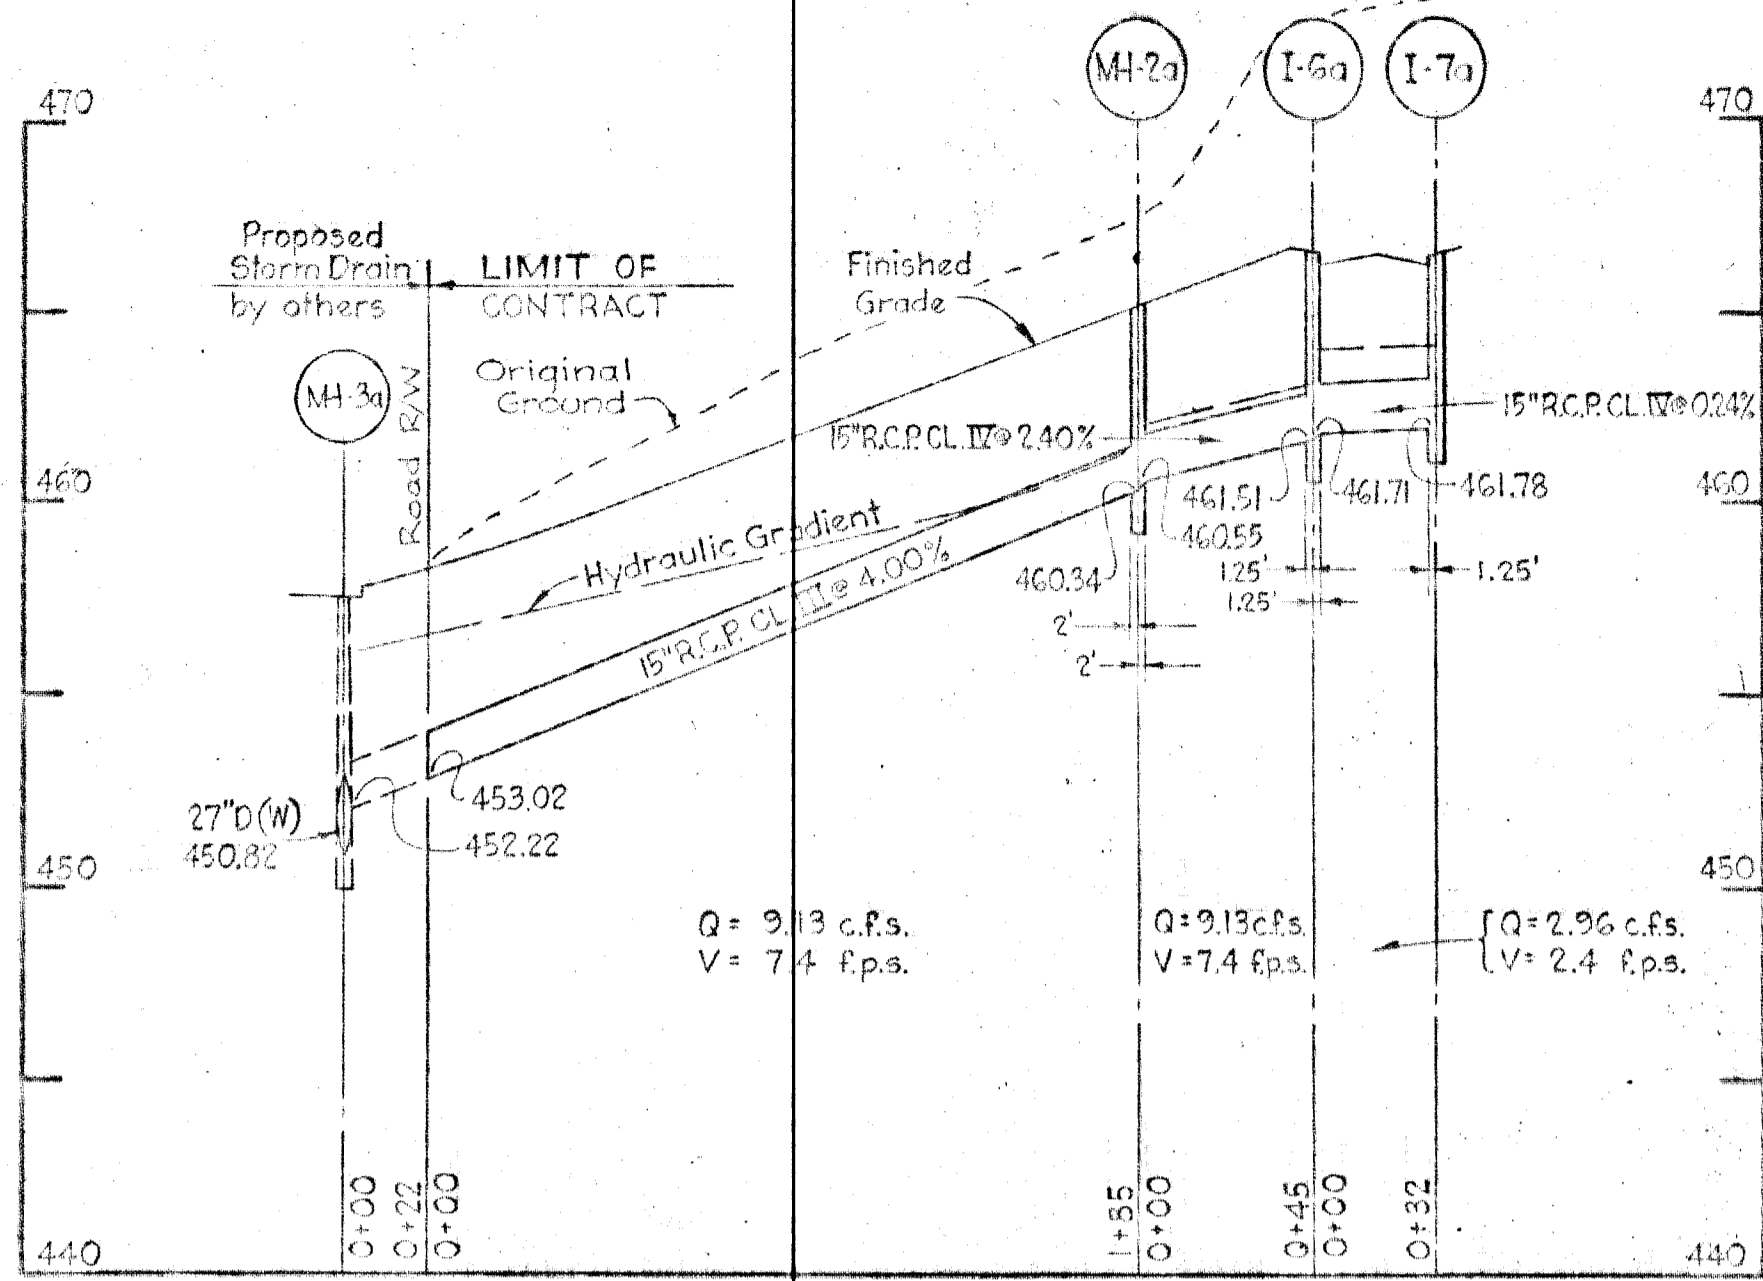 470
470
MH-2a
I-6a
I-7a
Proposed
Storm Drain
by others
LIMIT OF
CONTRACT
Finished
Grade
MH-3a
Road R/W
Original
Ground
15"R.C.P. CL. IV @ 2.40%
15"R.C.P. CL. IV @ 0.24%
460
460
461.51
461.71
461.78
460.55
460.34
Hydraulic Gradient
15"R.C.P. CL. III @ 4.00%
1.25'
1.25'
1.25'
2'
2'
27"D(W)
450.82
453.02
452.22
450
450
Q = 9.13 c.f.s.
V = 7.4 f.p.s.
Q = 9.13 c.f.s.
V = 7.4 f.p.s.
Q = 2.96 c.f.s.
V = 2.4 f.p.s.
0+00
0+22
0+00
1+85
0+00
0+45
0+00
0+32
440
440